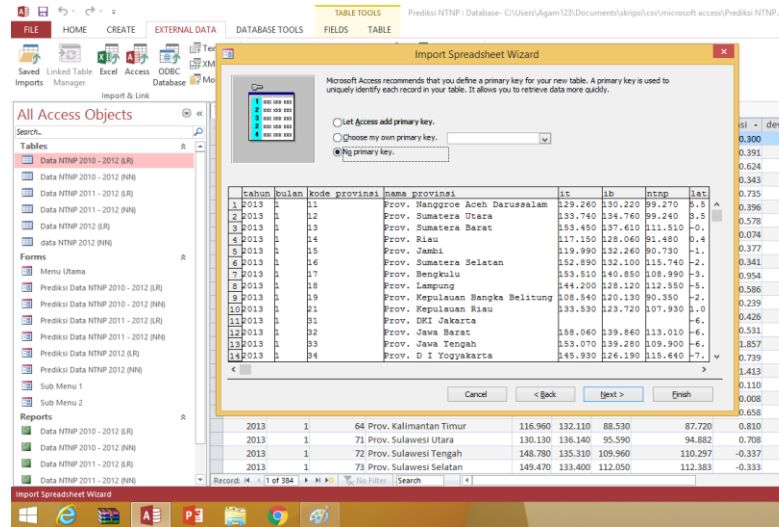 TABLE TOOLS
Prediksi NTNP : Database- C:\Users\Agam123\Documents\skripsi\csv\microsoft access\Prediksi NTNP.
FILE HOME CREATE EXTERNAL DATA DATABASE TOOLS FIELDS TABLE
Saved Imports
Linked Table Manager
Excel
Access
ODBC Database
Import & Link
Import Spreadsheet Wizard
Microsoft Access recommends that you define a primary key for your new table. A primary key is used to
uniquely identify each record in your table. It allows you to retrieve data more quickly.
Let Access add primary key.
Choose my own primary key.
No primary key.
tahun bulan kode provinsi nama provinsi it ib ntnp lat
1 2013 1 11 Prov. Nanggroe Aceh Darussalam 129.260 130.220 99.270 5.5
2 2013 1 12 Prov. Sumatera Utara 133.740 134.760 99.240 3.5
3 2013 1 13 Prov. Sumatera Barat 153.450 137.610 111.510 -0.
4 2013 1 14 Prov. Riau 117.150 128.060 91.480 0.4
5 2013 1 15 Prov. Jambi 119.990 132.260 90.730 -1.
6 2013 1 16 Prov. Sumatera Selatan 152.890 132.100 115.740 -2.
7 2013 1 17 Prov. Bengkulu 153.510 140.850 108.990 -3.
8 2013 1 18 Prov. Lampung 144.200 128.120 112.550 -5.
9 2013 1 19 Prov. Kepulauan Bangka Belitung 108.540 120.130 90.350 -2.
10 2013 1 21 Prov. Kepulauan Riau 133.530 123.720 107.930 1.0
11 2013 1 31 Prov. DKI Jakarta -6.
12 2013 1 32 Prov. Jawa Barat 158.060 139.860 113.010 -6.
13 2013 1 33 Prov. Jawa Tengah 153.070 139.280 109.900 -6.
14 2013 1 34 Prov. D I Yogyakarta 145.930 126.190 115.640 -7.
Cancel < Back Next > Finish
All Access Objects
Search...
Tables
Data NTNP 2010 - 2012 (LR)
Data NTNP 2010 - 2012 (NN)
Data NTNP 2011 - 2012 (LR)
Data NTNP 2011 - 2012 (NN)
Data NTNP 2012 (LR)
data NTNP 2012 (NN)
Forms
Menu Utama
Prediksi Data NTNP 2010 - 2012 (LR)
Prediksi Data NTNP 2010 - 2012 (NN)
Prediksi Data NTNP 2011 - 2012 (LR)
Prediksi Data NTNP 2011 - 2012 (NN)
Prediksi Data NTNP 2012 (LR)
Prediksi Data NTNP 2012 (NN)
Sub Menu 1
Sub Menu 2
Reports
Data NTNP 2010 - 2012 (LR)
Data NTNP 2010 - 2012 (NN)
Data NTNP 2011 - 2012 (LR)
Data NTNP 2011 - 2012 (NN)
0.300
0.391
0.624
0.343
0.735
0.396
0.578
0.074
0.377
0.341
0.954
0.586
0.239
0.426
0.531
1.857
0.739
1.413
0.110
0.008
0.658
2013 1 64 Prov. Kalimantan Timur 116.960 132.110 88.530 87.720 0.810
2013 1 71 Prov. Sulawesi Utara 130.130 136.140 95.590 94.882 0.708
2013 1 72 Prov. Sulawesi Tengah 148.780 135.310 109.960 110.297 -0.337
2013 1 73 Prov. Sulawesi Selatan 149.470 133.400 112.050 112.383 -0.333
Record: 1 of 384 No Filter Search
Import Spreadsheet Wizard